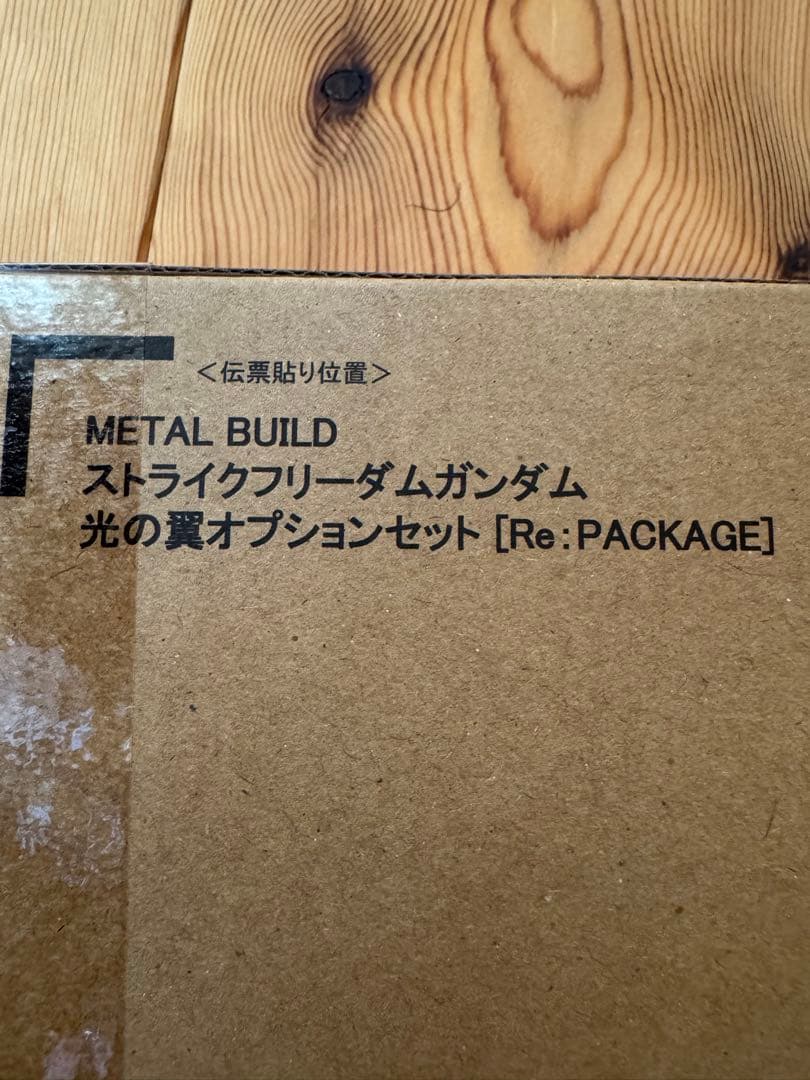 <伝票貼り位置>
METAL BUILD
ストライクフリーダムガンダム
光の翼オプションセット [Re:PACKAGE]